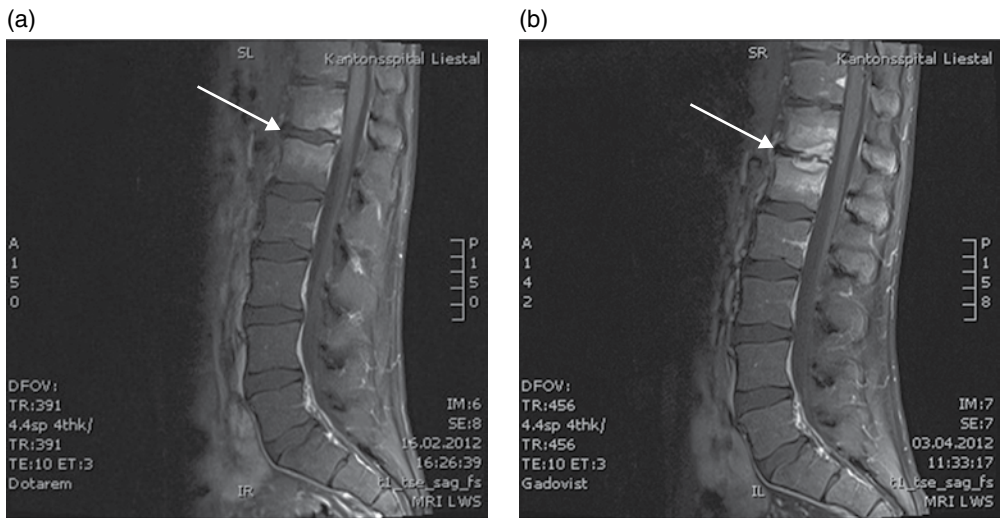 (a)
SL
Kantonsspital Liestal
A
1
5
0
P
1
5
0
DFOV:
TR:391
4.4sp 4thk/
TR:391
TE:10 ET:3
Dotarem
IM:6
SE:8
16.02.2012
16:26:39
t1_tse_sag_fs
MRI LWS
IR
(b)
SR
Kantonsspital Liestal
A
1
4
2
P
1
5
8
DFOV:
TR:456
4.4sp 4thk/
TR:456
TE:10 ET:3
Gadovist
IM:7
SE:7
03.04.2012
11:33:17
t1_tse_sag_fs
MRI LWS
IL